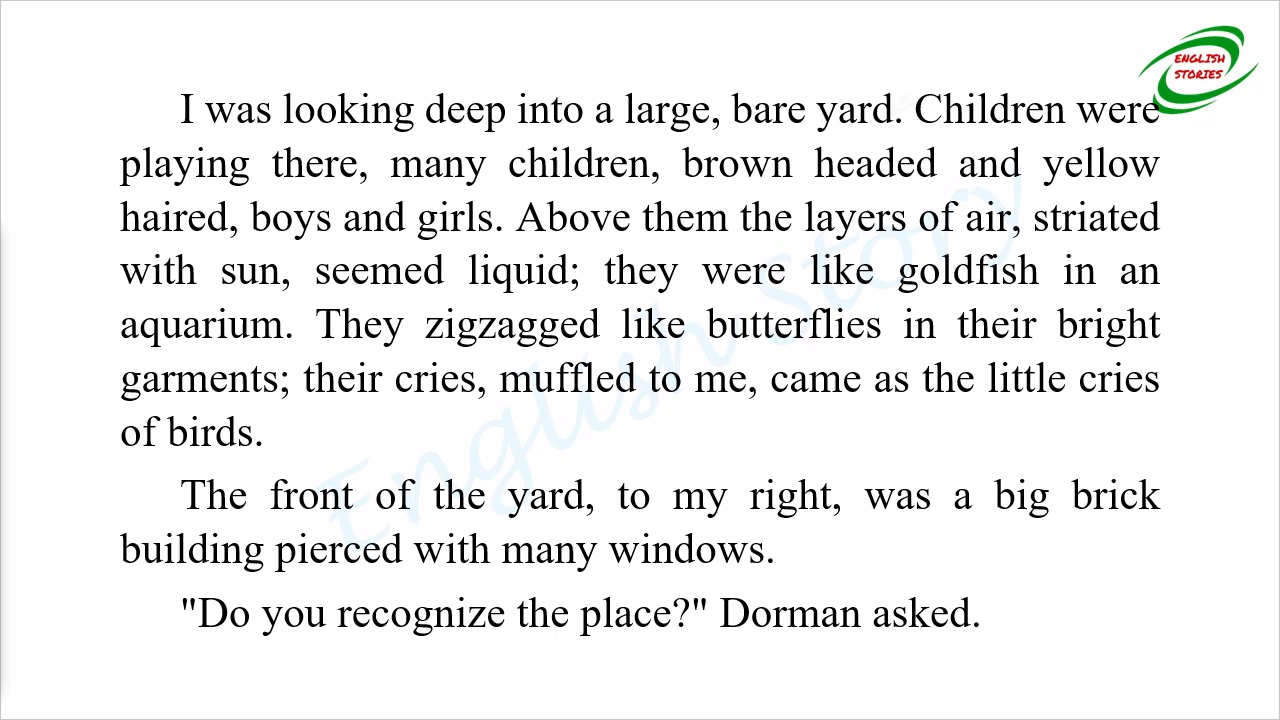 ENGLISH
STORIES
I was looking deep into a large, bare yard. Children were
playing there, many children, brown headed and yellow
haired, boys and girls. Above them the layers of air, striated
with sun, seemed liquid; they were like goldfish in an
aquarium. They zigzagged like butterflies in their bright
garments; their cries, muffled to me, came as the little cries
of birds.
The front of the yard, to my right, was a big brick
building pierced with many windows.
"Do you recognize the place?" Dorman asked.
English Story